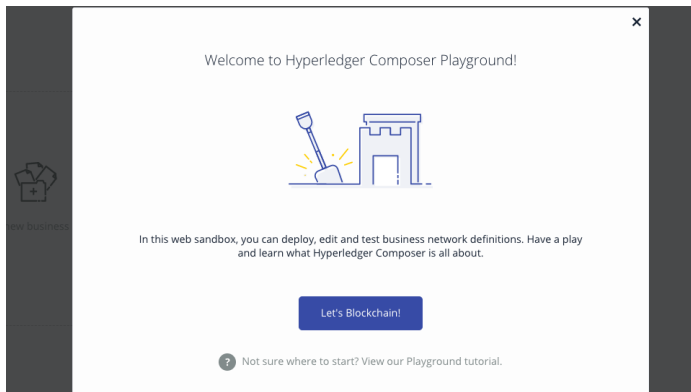 Welcome to Hyperledger Composer Playground!
new business
In this web sandbox, you can deploy, edit and test business network definitions. Have a play
and learn what Hyperledger Composer is all about.
Let's Blockchain!
? Not sure where to start? View our Playground tutorial.